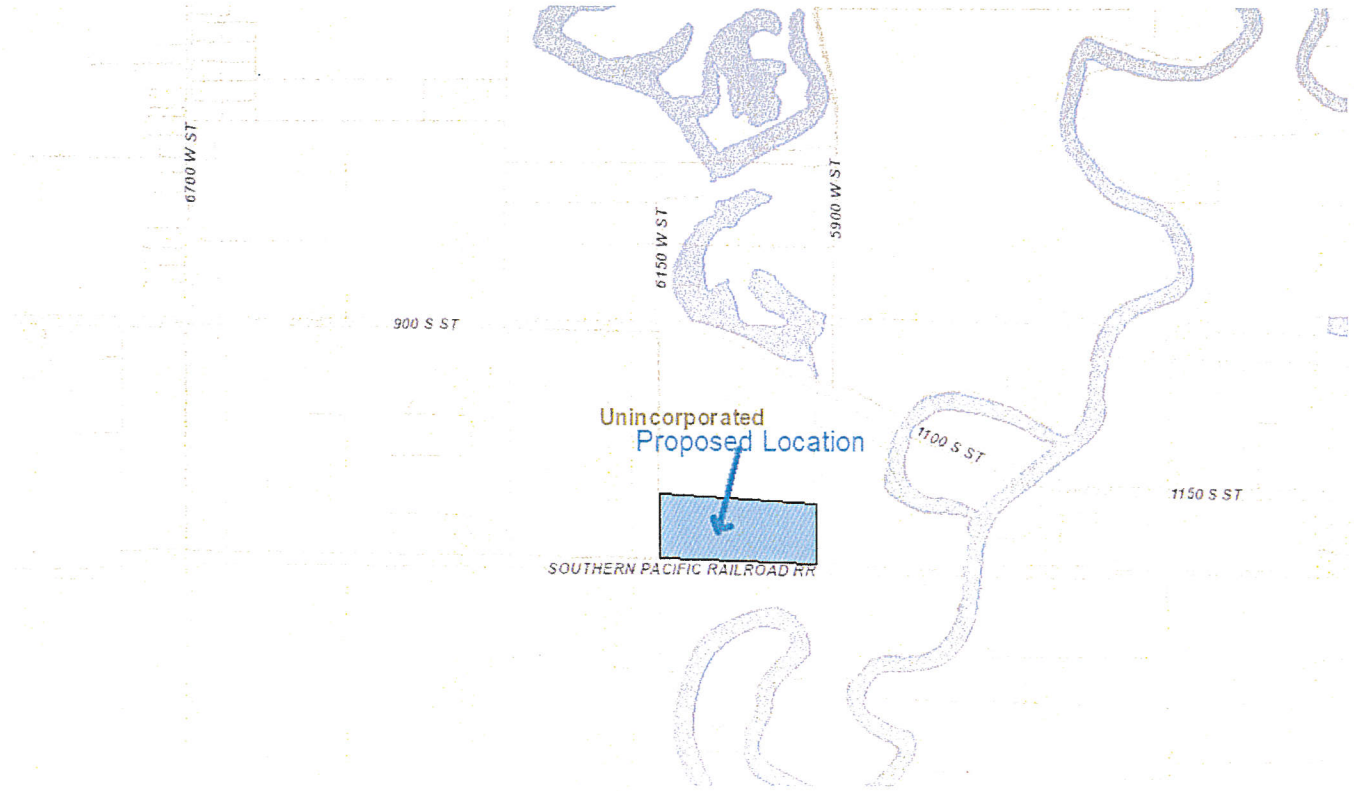 6700 W ST
5900 W ST
6150 W ST
900 S ST
Unincorporated
Proposed Location
1100 S ST
1150 S ST
SOUTHERN PACIFIC RAILROAD RR